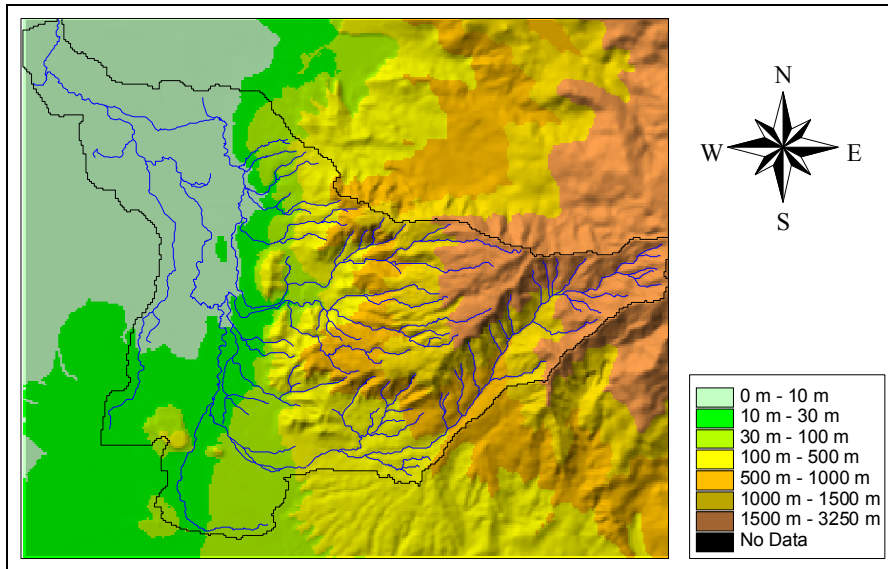 N
W E
S
0 m - 10 m
10 m - 30 m
30 m - 100 m
100 m - 500 m
500 m - 1000 m
1000 m - 1500 m
1500 m - 3250 m
No Data